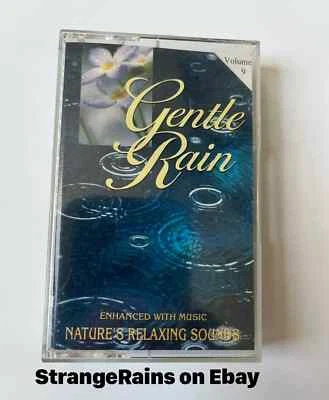 Volume
9
Gentle
Rain
ENHANCED WITH MUSIC
NATURE'S RELAXING SOUNDS
StrangeRains on Ebay